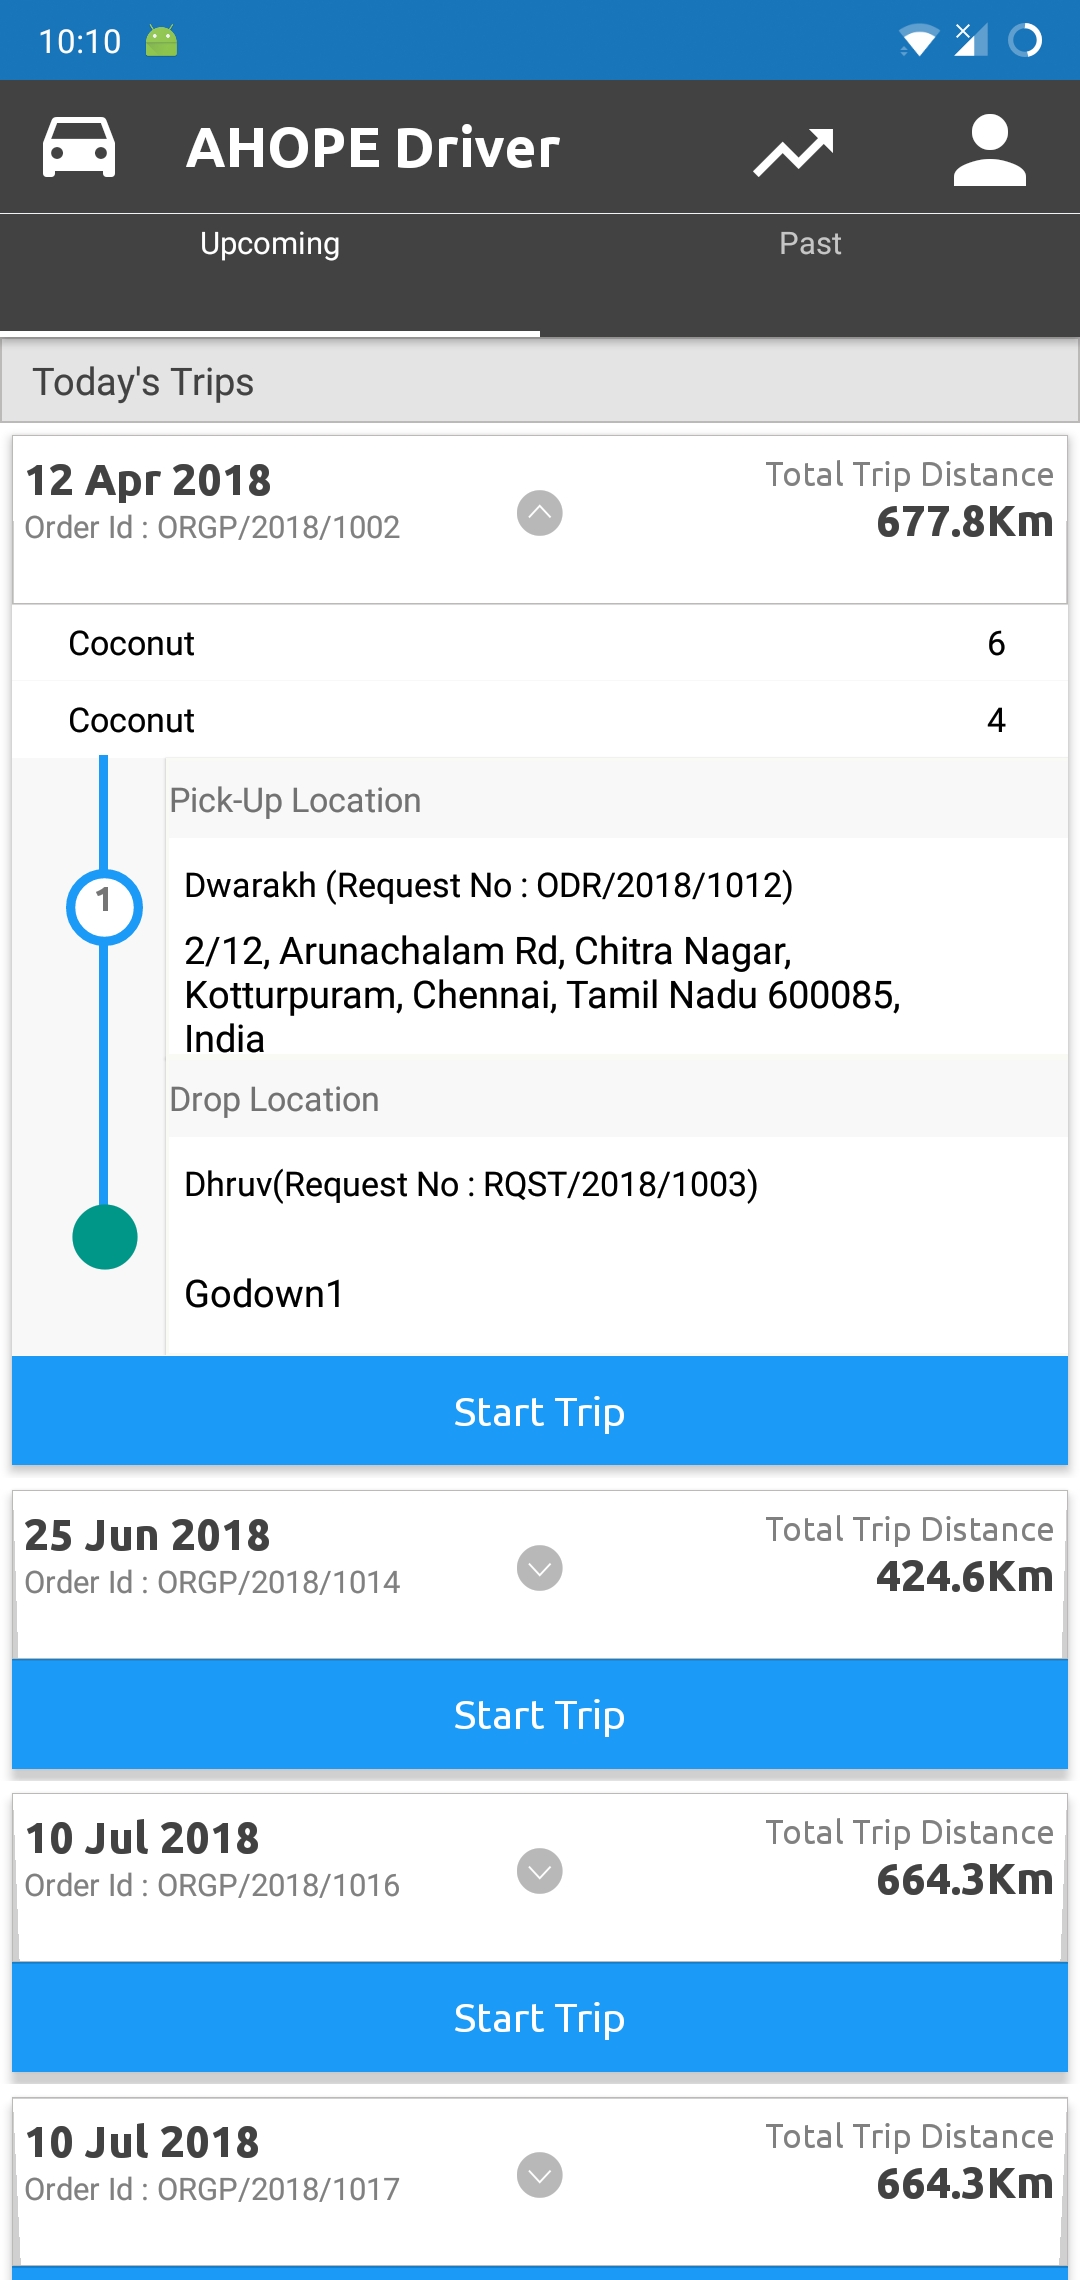 10:10
AHOPE Driver
Upcoming
Past
Today's Trips
12 Apr 2018
Total Trip Distance
Order Id : ORGP/2018/1002
677.8Km
Coconut 6
Coconut 4
Pick-Up Location
1
Dwarakh (Request No : ODR/2018/1012)
2/12, Arunachalam Rd, Chitra Nagar,
Kotturpuram, Chennai, Tamil Nadu 600085,
India
Drop Location
Dhruv(Request No : RQST/2018/1003)
Godown1
Start Trip
25 Jun 2018
Total Trip Distance
Order Id : ORGP/2018/1014
424.6Km
Start Trip
10 Jul 2018
Total Trip Distance
Order Id : ORGP/2018/1016
664.3Km
Start Trip
10 Jul 2018
Total Trip Distance
Order Id : ORGP/2018/1017
664.3Km